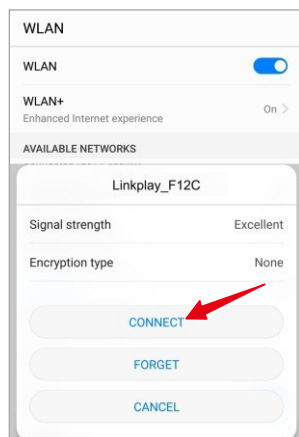 WLAN
WLAN
WLAN+
Enhanced Internet experience
On
AVAILABLE NETWORKS
Linkplay_F12C
Signal strength
Excellent
Encryption type
None
CONNECT
FORGET
CANCEL